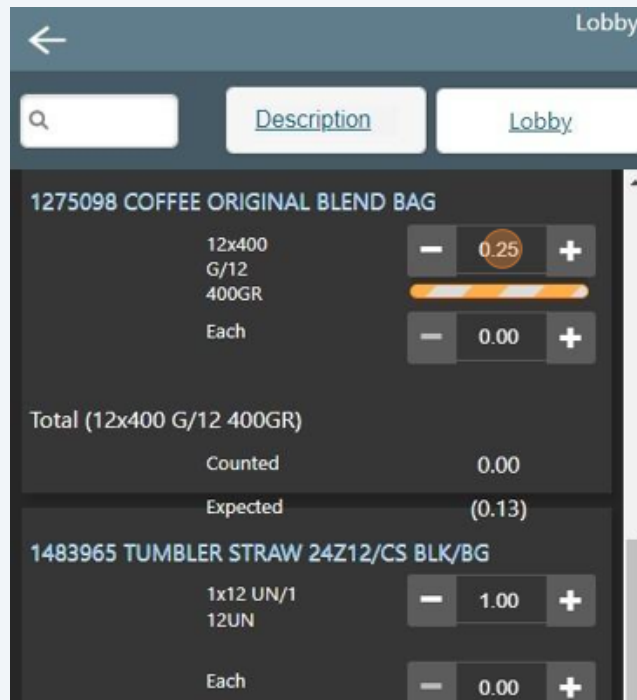 Lobby
Description
Lobby
1275098 COFFEE ORIGINAL BLEND BAG
12x400
G/12
400GR
0.25
Each
0.00
Total (12x400 G/12 400GR)
Counted
0.00
Expected
(0.13)
1483965 TUMBLER STRAW 24Z12/CS BLK/BG
1x12 UN/1
12UN
1.00
Each
0.00